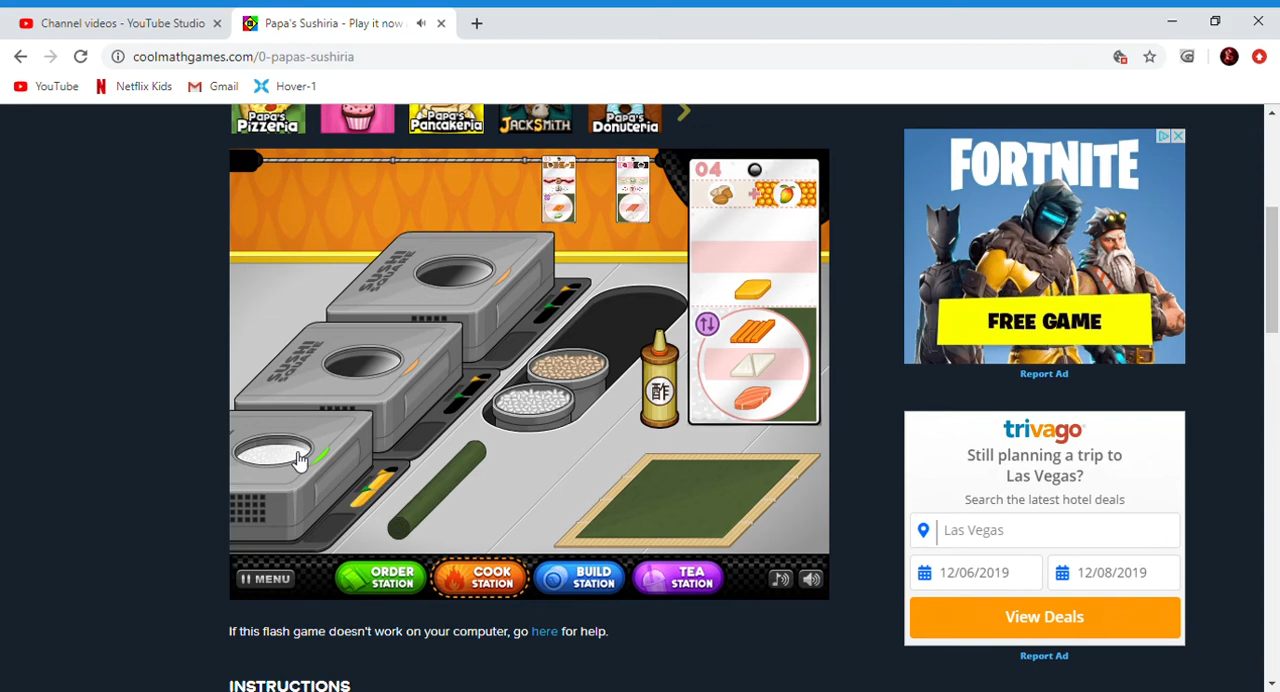 Channel videos - YouTube Studio
Papa's Sushiria - Play it now
coolmathgames.com/0-papas-sushiria
YouTube
Netflix Kids
Gmail
Hover-1
Papa's Pizzeria
Papa's Pancakeria
JACKSMITH
Papa's Donuteria
04
SUSHI SQUARE
SUSHI SQUARE
酢
MENU
ORDER STATION
COOK STATION
BUILD STATION
TEA STATION
If this flash game doesn't work on your computer, go here for help.
INSTRUCTIONS
FORTNITE
FREE GAME
Report Ad
trivago
Still planning a trip to
Las Vegas?
Search the latest hotel deals
Las Vegas
12/06/2019
12/08/2019
View Deals
Report Ad